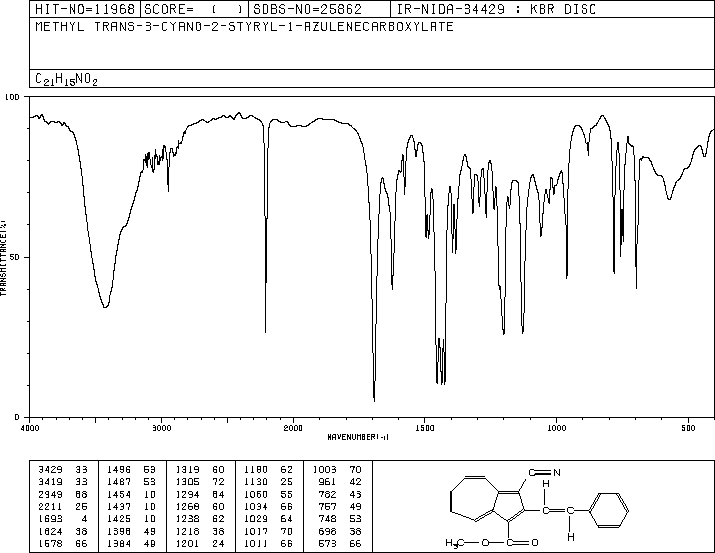 HIT-NO=11968 SCORE= ( ) SDBS-NO=25862 IR-NIDA-34429 : KBR DISC
METHYL TRANS-3-CYANO-2-STYRYL-1-AZULENECARBOXYLATE
C21H15NO2
100
50
0
TRANSMITTANCE(%)
4000 3000 2000 1500 1000 500
WAVENUMBER(-1)
3429 33 1496 53 1319 60 1180 62 1003 70
3419 33 1487 53 1305 72 1130 25 961 42
2949 68 1454 10 1294 64 1060 55 782 43
2211 26 1437 10 1268 60 1034 66 757 49
1693 4 1425 10 1238 62 1029 64 748 53
1624 38 1398 49 1218 38 1017 70 698 38
1578 66 1384 49 1201 24 1011 66 573 66
C N
H
C C
H
H3C O C O